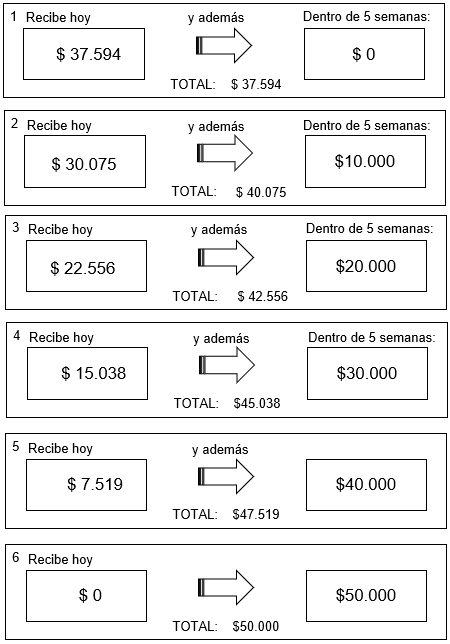 1 Recibe hoy y además Dentro de 5 semanas:
$ 37.594 $ 0
TOTAL: $ 37.594
2 Recibe hoy y además Dentro de 5 semanas:
$ 30.075 $10.000
TOTAL: $ 40.075
3 Recibe hoy y además Dentro de 5 semanas:
$ 22.556 $20.000
TOTAL: $ 42.556
4 Recibe hoy y además Dentro de 5 semanas:
$ 15.038 $30.000
TOTAL: $45.038
5 Recibe hoy y además
$ 7.519 $40.000
TOTAL: $47.519
6 Recibe hoy
$ 0 $50.000
TOTAL: $50.000